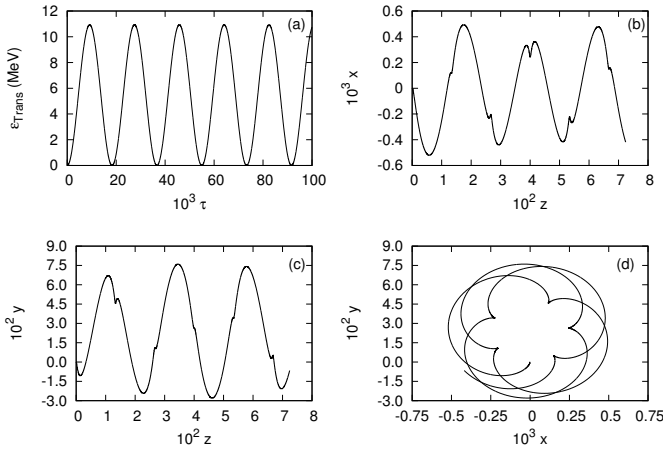 (a)
ε_Trans (MeV)
12
10
8
6
4
2
0
0 20 40 60 80 100
10³ τ
(b)
10³ x
0.6
0.4
0.2
0
-0.2
-0.4
-0.6
0 1 2 3 4 5 6 7 8
10² z
(c)
10² y
9.0
7.5
6.0
4.5
3.0
1.5
0.0
-1.5
-3.0
0 1 2 3 4 5 6 7 8
10² z
(d)
10² y
9.0
7.5
6.0
4.5
3.0
1.5
0.0
-1.5
-3.0
-0.75 -0.5 -0.25 0 0.25 0.5 0.75
10³ x